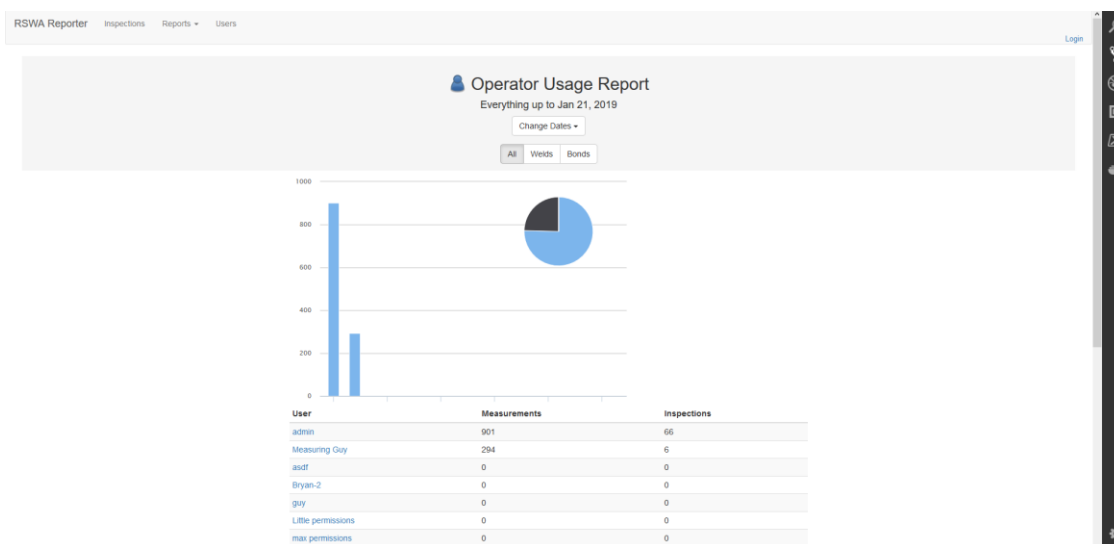 RSWA Reporter Inspections Reports Users
Login
Operator Usage Report
Everything up to Jan 21, 2019
Change Dates
All Welds Bonds
1000
800
600
400
200
0
User Measurements Inspections
admin 901 66
Measuring Guy 294 6
asdf 0 0
Bryan-2 0 0
guy 0 0
Little permissions 0 0
max permissions 0 0